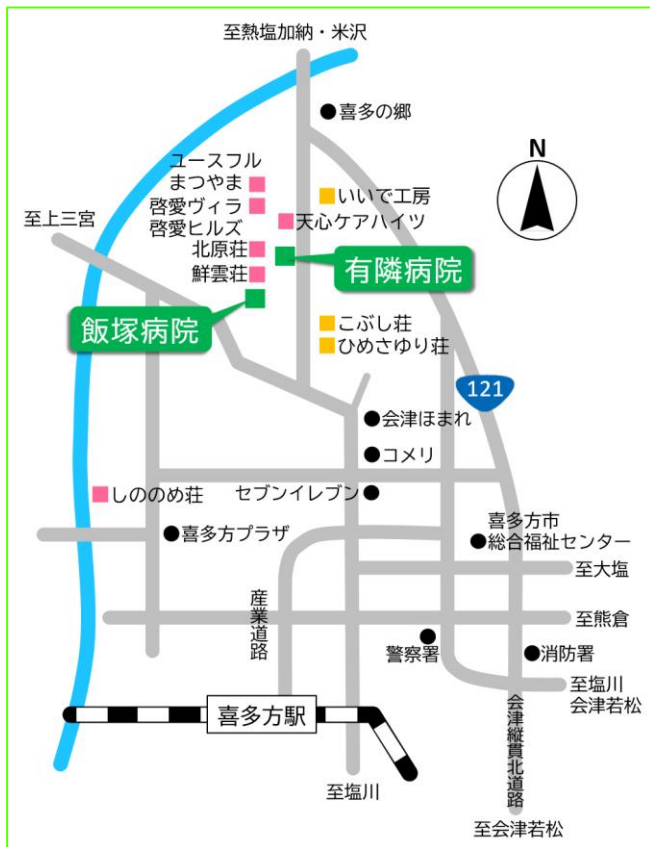 至熱塩加納・米沢
喜多の郷
N
ユースフル
まつやま
いいで工房
啓愛ヴィラ
至上三宮
天心ケアハイツ
啓愛ヒルズ
北原荘
有隣病院
鮮雲荘
飯塚病院
こぶし荘
ひめさゆり荘
121
会津ほまれ
コメリ
しののめ荘
セブンイレブン
喜多方プラザ
喜多方市
総合福祉センター
至大塩
産業道路
至熊倉
警察署
消防署
至塩川
会津若松
喜多方駅
会津縦貫北道路
至塩川
至会津若松